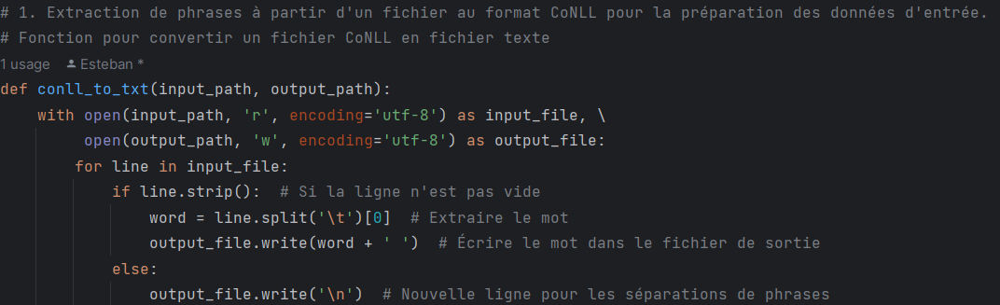 # 1. Extraction de phrases à partir d'un fichier au format CoNLL pour la préparation des données d'entrée.
# Fonction pour convertir un fichier CoNLL en fichier texte
1 usage Esteban *
def conll_to_txt(input_path, output_path):
    with open(input_path, 'r', encoding='utf-8') as input_file, \
         open(output_path, 'w', encoding='utf-8') as output_file:
        for line in input_file:
            if line.strip():  # Si la ligne n'est pas vide
                word = line.split('\t')[0]  # Extraire le mot
                output_file.write(word + ' ')  # Écrire le mot dans le fichier de sortie
            else:
                output_file.write('\n')  # Nouvelle ligne pour les séparations de phrases